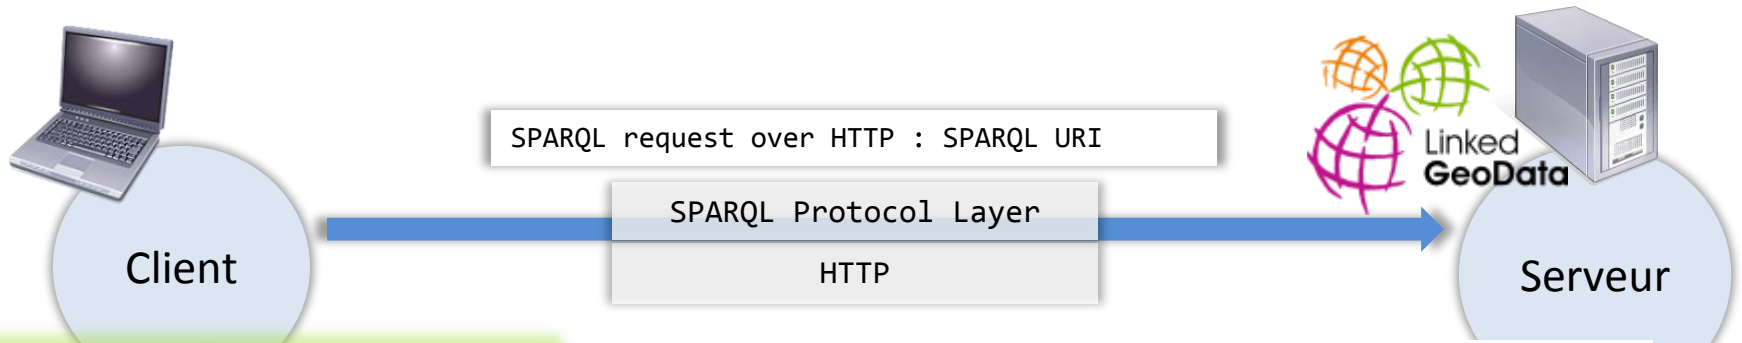 SPARQL request over HTTP : SPARQL URI
Linked
GeoData
SPARQL Protocol Layer
HTTP
Client
Serveur